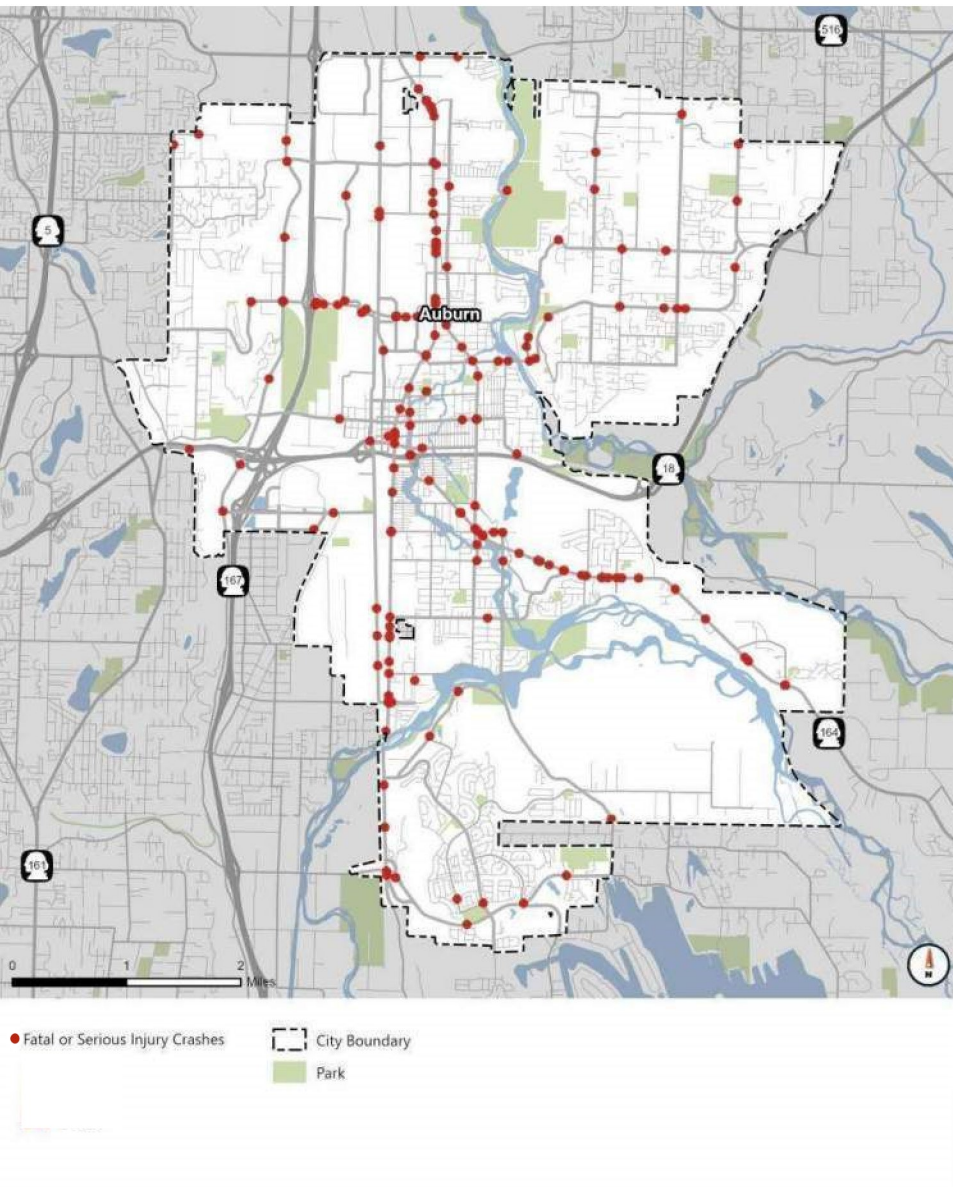 516
5
Auburn
18
167
164
161
0 1 2
Miles
N
Fatal or Serious Injury Crashes
City Boundary
Park